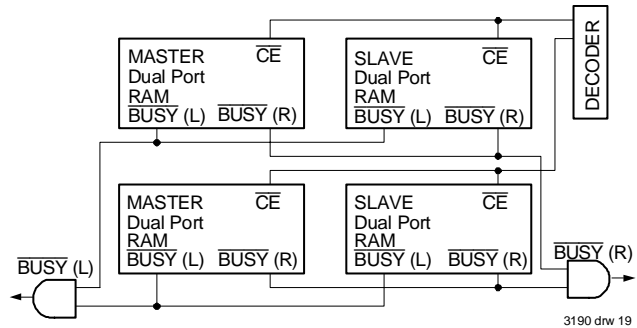 MASTER
Dual Port
RAM
CE
BUSY (L) BUSY (R)
SLAVE
Dual Port
RAM
CE
BUSY (L) BUSY (R)
DECODER
MASTER
Dual Port
RAM
CE
BUSY (L) BUSY (R)
SLAVE
Dual Port
RAM
CE
BUSY (L) BUSY (R)
BUSY (L)
BUSY (R)
3190 drw 19